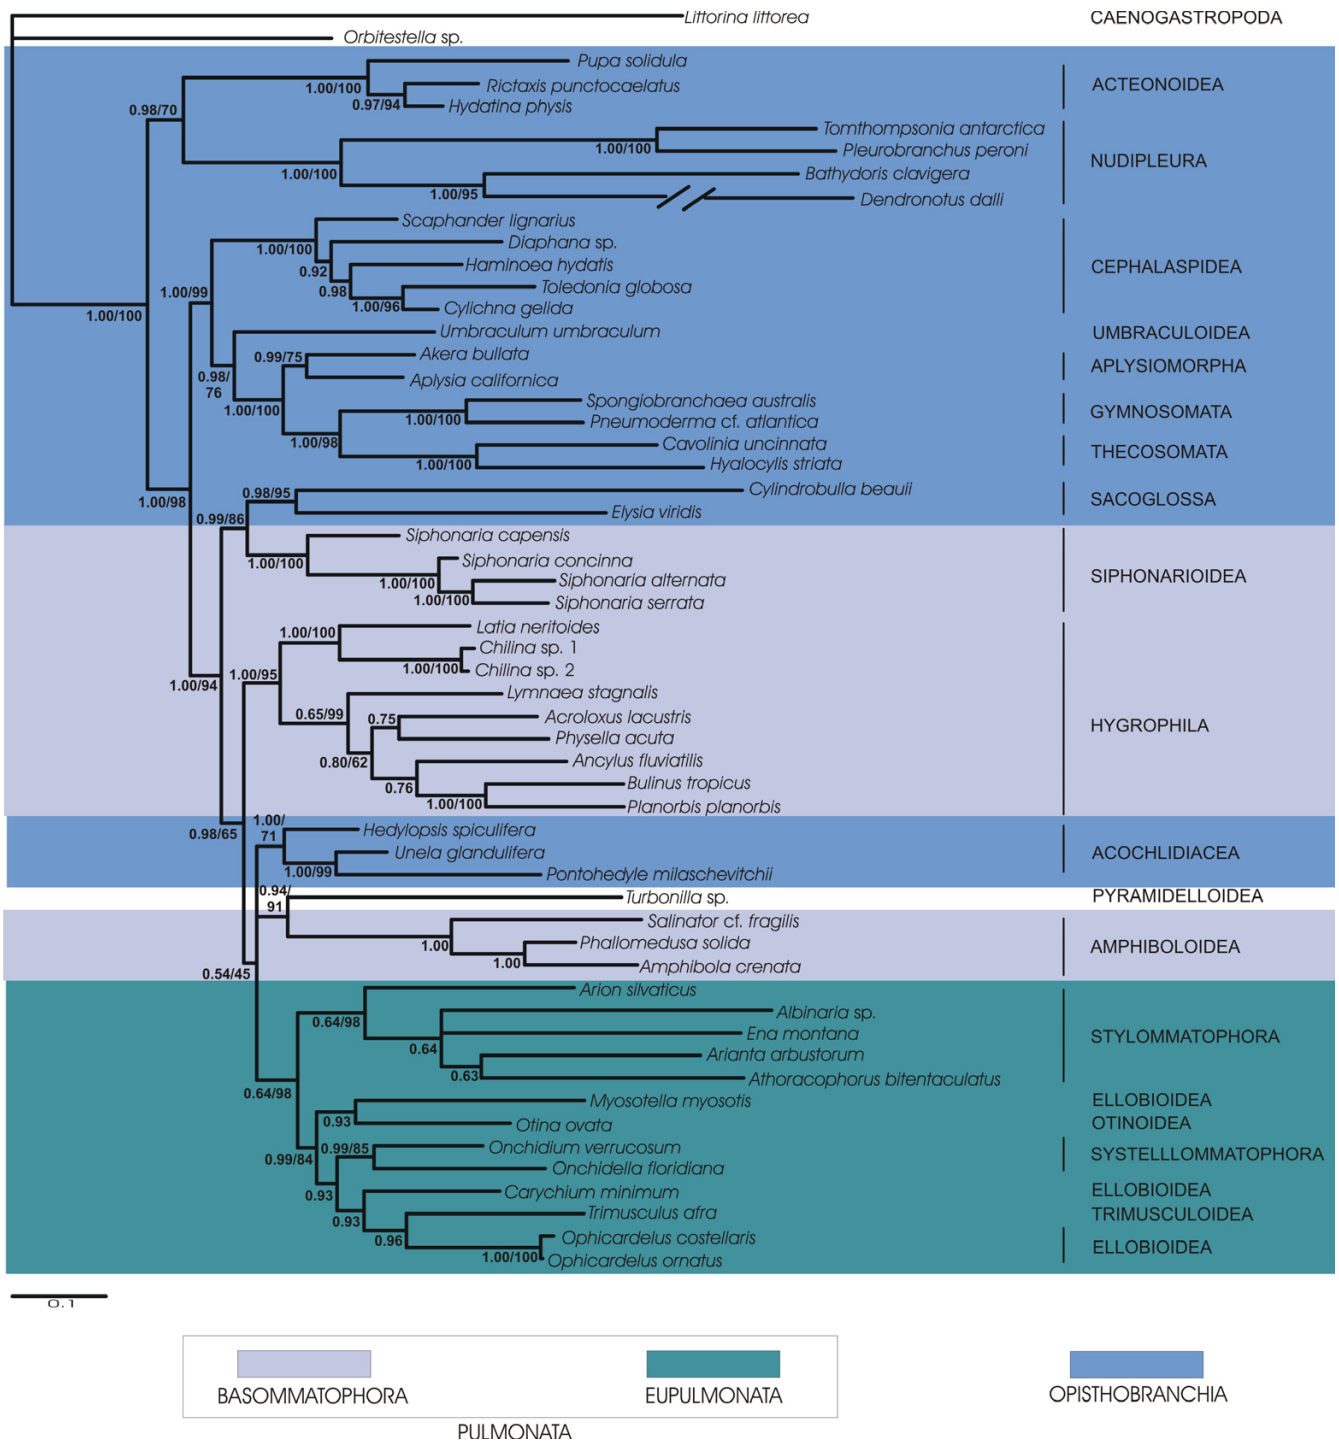 Littorina littorea CAENOGASTROPODA
Orbitestella sp.
Pupa solidula
1.00/100 Rictaxis punctocaelatus ACTEONOIDEA
0.97/94 Hydatina physis
0.98/70
Tomthompsonia antarctica
1.00/100 Pleurobranchus peroni NUDIPLEURA
1.00/100 Bathydoris clavigera
1.00/95 Dendronotus dalli
Scaphander lignarius
1.00/100 Diaphana sp.
0.92 Haminoea hydatis CEPHALASPIDEA
0.98 Toledonia globosa
1.00/99 1.00/96 Cylichna gelida
1.00/100 Umbraculum umbraculum UMBRACULOIDEA
0.99/75 Akera bullata APLYSIOMORPHA
0.98/ Aplysia californica
76
1.00/100 Spongiobranchaea australis GYMNOSOMATA
1.00/100 Pneumoderma cf. atlantica
1.00/98 Cavolinia uncinnata THECOSOMATA
1.00/100 Hyalocylis striata
1.00/98 0.98/95 Cylindrobulla beauii SACOGLOSSA
0.99/86 Elysia viridis
Siphonaria capensis
1.00/100 Siphonaria concinna SIPHONARIOIDEA
1.00/100 Siphonaria alternata
1.00/100 Siphonaria serrata
1.00/100 Latia neritoides
Chilina sp. 1
1.00/94 1.00/95 1.00/100 Chilina sp. 2
Lymnaea stagnalis
0.65/99 0.75 Acroloxus lacustris HYGROPHILA
Physella acuta
0.80/62 Ancylus fluviatilis
0.76 Bulinus tropicus
1.00/100 Planorbis planorbis
0.98/65 1.00/ Hedylopsis spiculifera
71
Unela glandulifera ACOCHLIDIACEA
1.00/99 Pontohedyle milaschevitchii
0.94/ Turbonilla sp. PYRAMIDELLOIDEA
91
Salinator cf. fragilis
1.00 Phallomedusa solida AMPHIBOLOIDEA
1.00 Amphibola crenata
0.54/45
Arion silvaticus
0.64/98 Albinaria sp.
0.64 Ena montana STYLOMMATOPHORA
Arianta arbustorum
0.63 Athoracophorus bitentaculatus
0.64/98
Myosotella myosotis ELLOBIOIDEA
0.93 Otina ovata OTINOIDEA
0.99/84 0.99/85 Onchidium verrucosum SYSTELLLOMMATOPHORA
Onchidella floridiana
0.93 Carychium minimum ELLOBIOIDEA
0.93 Trimusculus afra TRIMUSCULOIDEA
0.96 Ophicardelus costellaris ELLOBIOIDEA
1.00/100 Ophicardelus ornatus
0.1
BASOMMATOPHORA EUPULMONATA OPISTHOBRANCHIA
PULMONATA